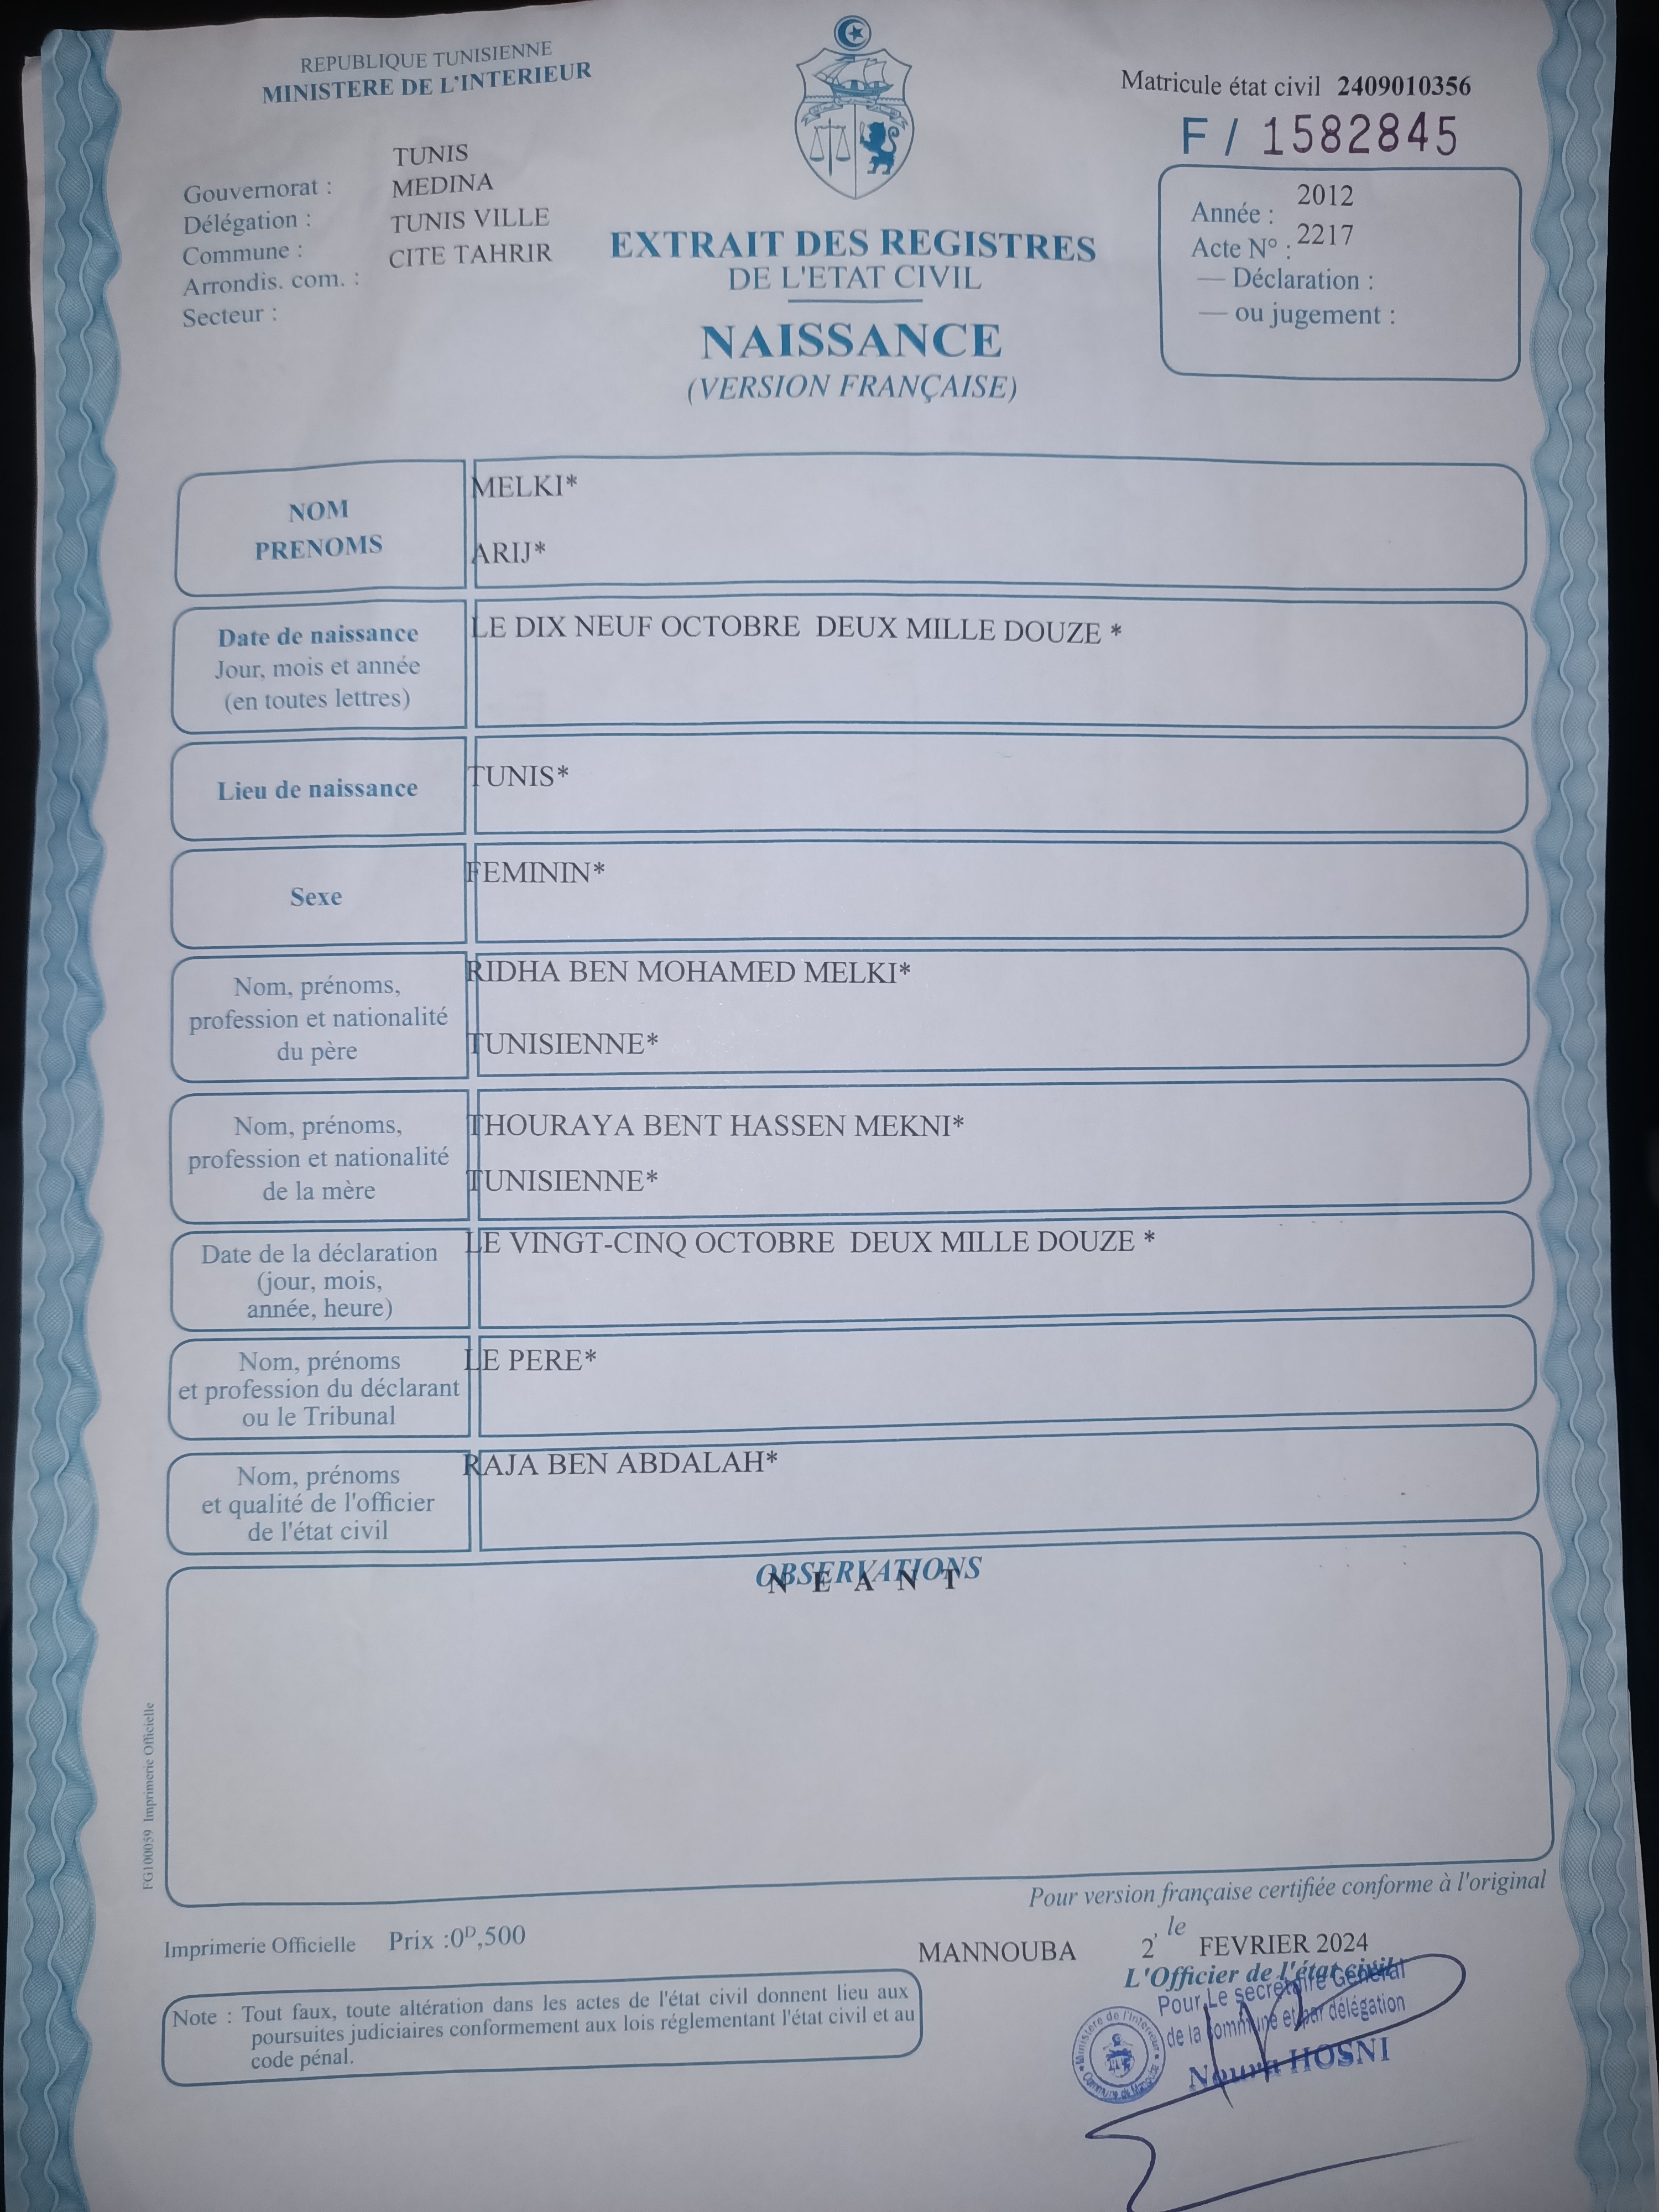 REPUBLIQUE TUNISIENNE
MINISTERE DE L'INTERIEUR
Matricule état civil 2409010356
F / 1582845
TUNIS
Gouvernorat : MEDINA
Délégation : TUNIS VILLE
Commune : CITE TAHRIR
Arrondis. com. :
Secteur :
EXTRAIT DES REGISTRES
DE L'ETAT CIVIL
NAISSANCE
(VERSION FRANÇAISE)
Année : 2012
Acte N° : 2217
— Déclaration :
— ou jugement :
NOM
PRENOMS
MELKI*
ARIJ*
Date de naissance
Jour, mois et année
(en toutes lettres)
LE DIX NEUF OCTOBRE DEUX MILLE DOUZE *
Lieu de naissance
TUNIS*
Sexe
FEMININ*
Nom, prénoms,
profession et nationalité
du père
RIDHA BEN MOHAMED MELKI*
TUNISIENNE*
Nom, prénoms,
profession et nationalité
de la mère
THOURAYA BENT HASSEN MEKNI*
TUNISIENNE*
Date de la déclaration
(jour, mois,
année, heure)
LE VINGT-CINQ OCTOBRE DEUX MILLE DOUZE *
Nom, prénoms
et profession du déclarant
ou le Tribunal
LE PERE*
Nom, prénoms
et qualité de l'officier
de l'état civil
RAJA BEN ABDALAH*
OBSERVATIONS
N E A N T
FG100059 Imprimerie Officielle
Pour version française certifiée conforme à l'original
Imprimerie Officielle Prix :0ᴰ,500
MANNOUBA le 2 FEVRIER 2024
L'Officier de l'état civil
Pour Le secrétaire Général
de la commune et par délégation
Noura HOSNI
Ministère de l'Intérieur
Commune de
Note : Tout faux, toute altération dans les actes de l'état civil donnent lieu aux
poursuites judiciaires conformement aux lois réglementant l'état civil et au
code pénal.